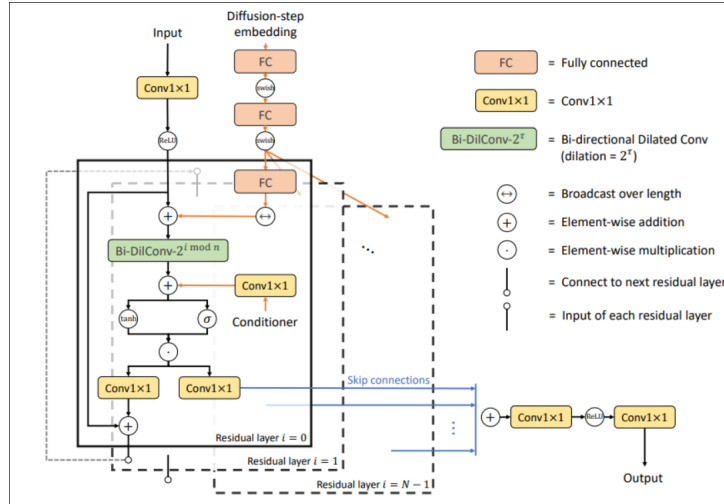 Diffusion-step
embedding
Input
FC
swish
FC
swish
Conv1×1
ReLU
FC
↔
+
Bi-DilConv-2^{i mod n}
+
Conv1×1
Conditioner
tanh
σ
·
Conv1×1
Conv1×1
+
Residual layer i = 0
Residual layer i = 1
Residual layer i = N − 1
...
Skip connections
⋮
+
Conv1×1
ReLU
Conv1×1
Output
FC = Fully connected
Conv1×1 = Conv1×1
Bi-DilConv-2^τ = Bi-directional Dilated Conv
(dilation = 2^τ)
↔ = Broadcast over length
+ = Element-wise addition
· = Element-wise multiplication
= Connect to next residual layer
= Input of each residual layer